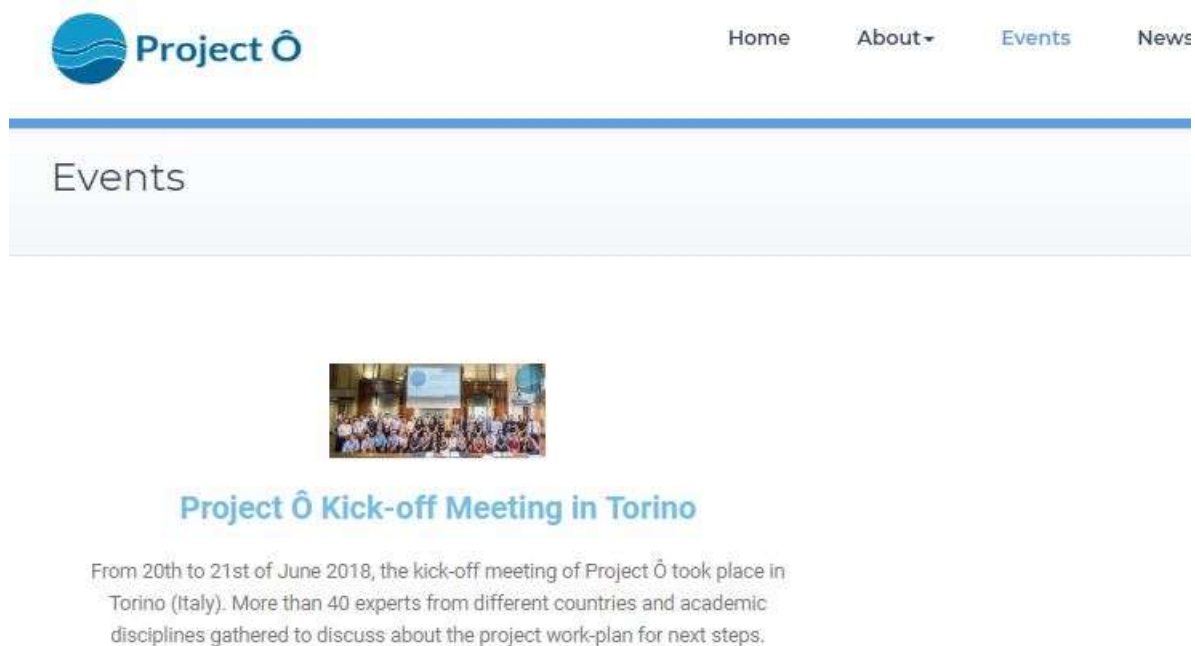 Project Ô
Home About Events News
Events
Project Ô Kick-off Meeting in Torino
From 20th to 21st of June 2018, the kick-off meeting of Project Ô took place in
Torino (Italy). More than 40 experts from different countries and academic
disciplines gathered to discuss about the project work-plan for next steps.